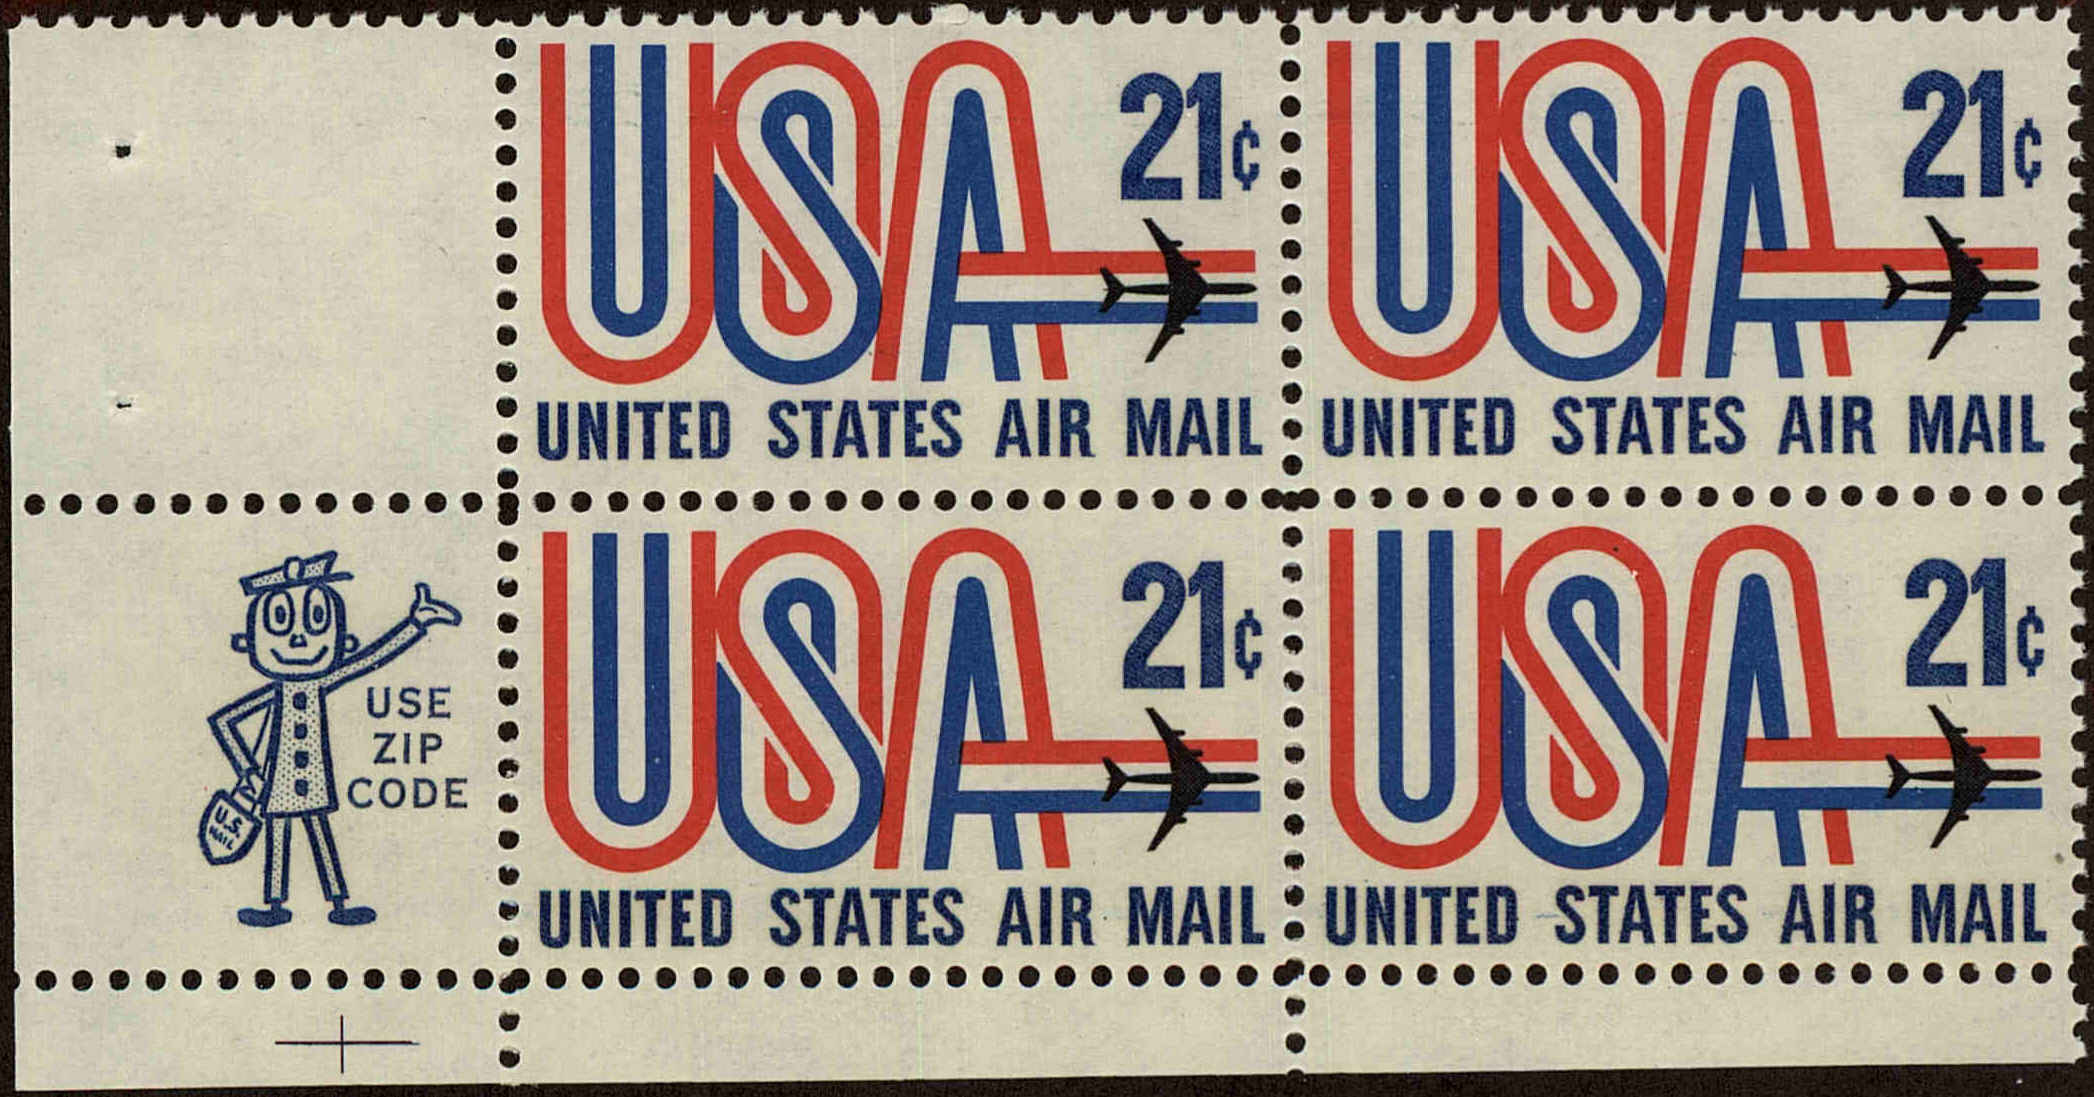 USA 21¢
UNITED STATES AIR MAIL
USA 21¢
UNITED STATES AIR MAIL
USE
ZIP
CODE
U.S.
MAIL
USA 21¢
UNITED STATES AIR MAIL
USA 21¢
UNITED STATES AIR MAIL